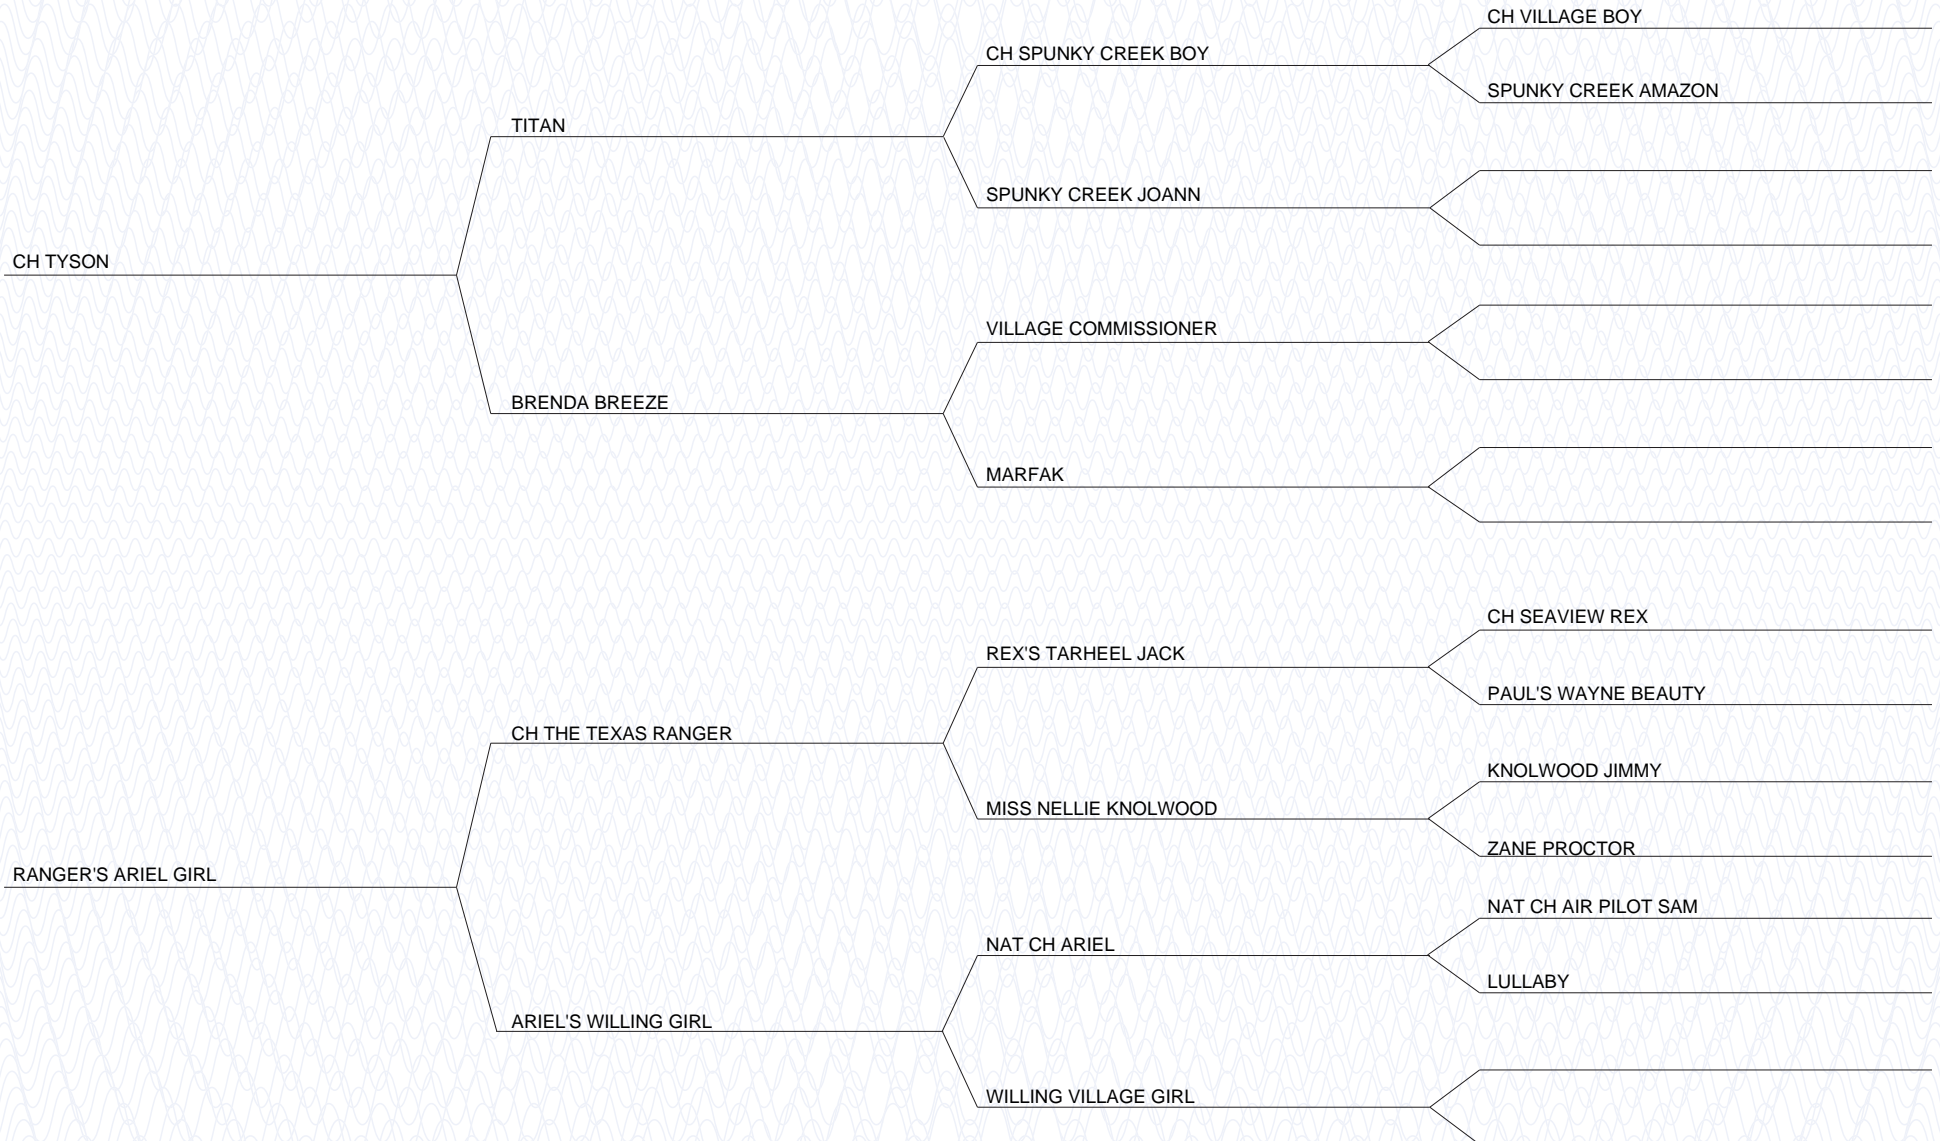 CH VILLAGE BOY
CH SPUNKY CREEK BOY
SPUNKY CREEK AMAZON
TITAN
SPUNKY CREEK JOANN
CH TYSON
VILLAGE COMMISSIONER
BRENDA BREEZE
MARFAK
CH SEAVIEW REX
REX'S TARHEEL JACK
PAUL'S WAYNE BEAUTY
CH THE TEXAS RANGER
KNOLWOOD JIMMY
MISS NELLIE KNOLWOOD
ZANE PROCTOR
RANGER'S ARIEL GIRL
NAT CH AIR PILOT SAM
NAT CH ARIEL
LULLABY
ARIEL'S WILLING GIRL
WILLING VILLAGE GIRL